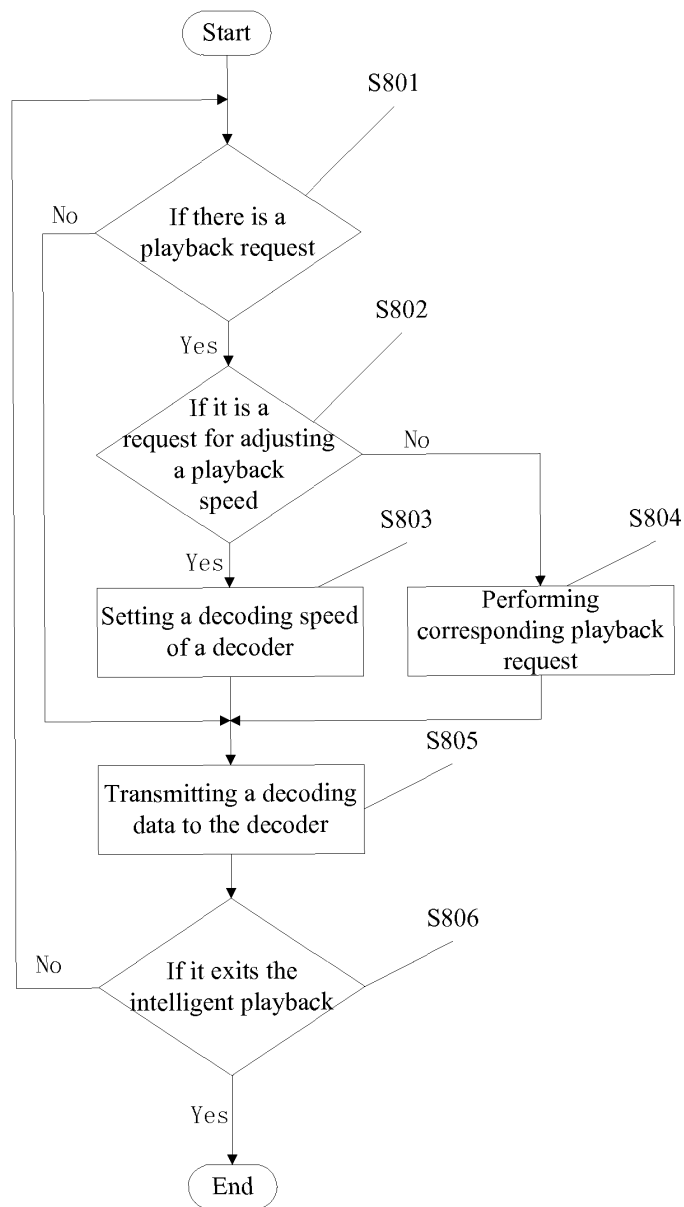 Start
S801
No
If there is a
playback request
S802
Yes
If it is a
request for adjusting
a playback
speed
No
S803
S804
Yes
Setting a decoding speed
of a decoder
Performing
corresponding playback
request
S805
Transmitting a decoding
data to the decoder
S806
No
If it exits the
intelligent playback
Yes
End